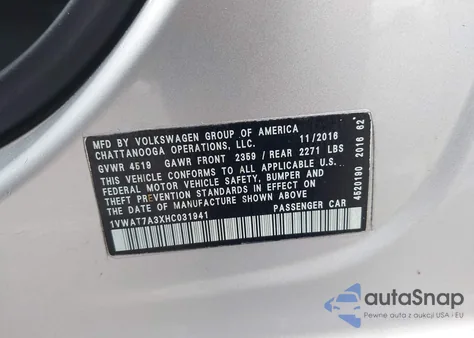 MFD BY VOLKSWAGEN GROUP OF AMERICA
CHATTANOOGA OPERATIONS, LLC. 11/2016
GVWR 4519 GAWR FRONT 2359 / REAR 2271 LBS
THIS VEHICLE CONFORMS TO ALL APPLICABLE U.S.
FEDERAL MOTOR VEHICLE SAFETY, BUMPER AND
THEFT PREVENTION STANDARDS IN EFFECT ON
THE DATE OF MANUFACTURE SHOWN ABOVE
1VWAT7A3XHC031941 PASSENGER CAR
4520190 2016 62
autoSnap
Pewne auta z aukcji USA i EU